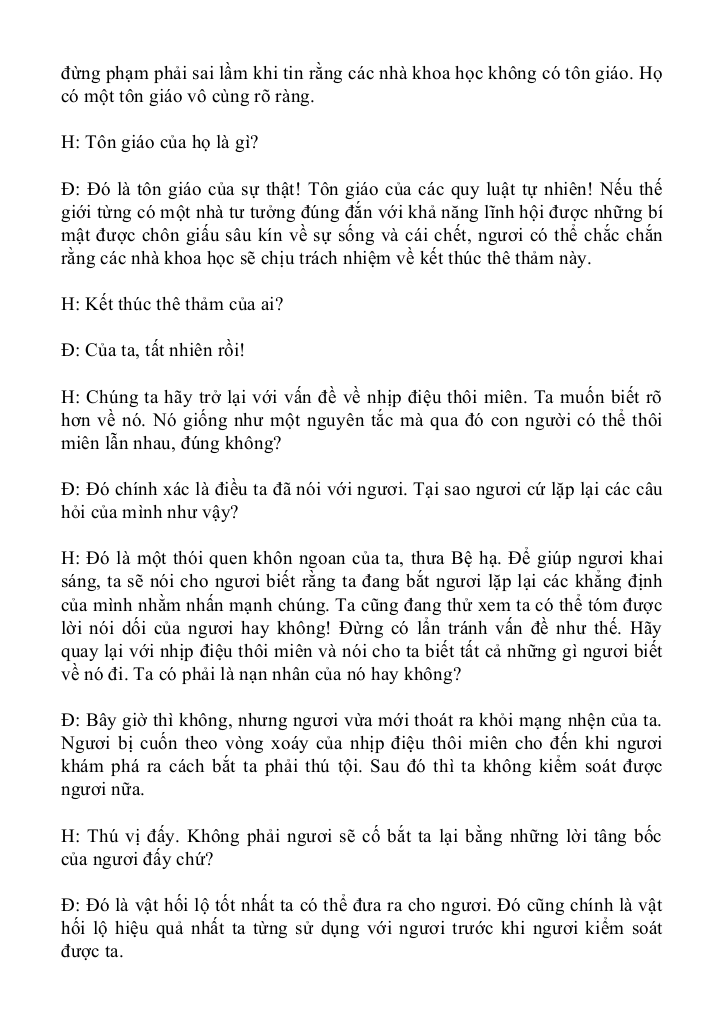 đừng phạm phải sai lầm khi tin rằng các nhà khoa học không có tôn giáo. Họ
có một tôn giáo vô cùng rõ ràng.
H: Tôn giáo của họ là gì?
Đ: Đó là tôn giáo của sự thật! Tôn giáo của các quy luật tự nhiên! Nếu thế
giới từng có một nhà tư tưởng đúng đắn với khả năng lĩnh hội được những bí
mật được chôn giấu sâu kín về sự sống và cái chết, ngươi có thể chắc chắn
rằng các nhà khoa học sẽ chịu trách nhiệm về kết thúc thê thảm này.
H: Kết thúc thê thảm của ai?
Đ: Của ta, tất nhiên rồi!
H: Chúng ta hãy trở lại với vấn đề về nhịp điệu thôi miên. Ta muốn biết rõ
hơn về nó. Nó giống như một nguyên tắc mà qua đó con người có thể thôi
miên lẫn nhau, đúng không?
Đ: Đó chính xác là điều ta đã nói với ngươi. Tại sao ngươi cứ lặp lại các câu
hỏi của mình như vậy?
H: Đó là một thói quen khôn ngoan của ta, thưa Bệ hạ. Để giúp ngươi khai
sáng, ta sẽ nói cho ngươi biết rằng ta đang bắt ngươi lặp lại các khẳng định
của mình nhằm nhấn mạnh chúng. Ta cũng đang thử xem ta có thể tóm được
lời nói dối của ngươi hay không! Đừng có lẩn tránh vấn đề như thế. Hãy
quay lại với nhịp điệu thôi miên và nói cho ta biết tất cả những gì ngươi biết
về nó đi. Ta có phải là nạn nhân của nó hay không?
Đ: Bây giờ thì không, nhưng ngươi vừa mới thoát ra khỏi mạng nhện của ta.
Ngươi bị cuốn theo vòng xoáy của nhịp điệu thôi miên cho đến khi ngươi
khám phá ra cách bắt ta phải thú tội. Sau đó thì ta không kiểm soát được
ngươi nữa.
H: Thú vị đấy. Không phải ngươi sẽ cố bắt ta lại bằng những lời tâng bốc
của ngươi đấy chứ?
Đ: Đó là vật hối lộ tốt nhất ta có thể đưa ra cho ngươi. Đó cũng chính là vật
hối lộ hiệu quả nhất ta từng sử dụng với ngươi trước khi ngươi kiểm soát
được ta.